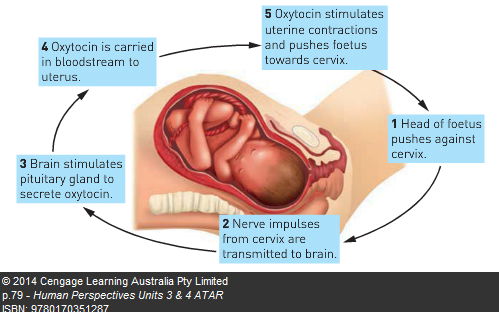 5 Oxytocin stimulates
uterine contractions
and pushes foetus
towards cervix.
4 Oxytocin is carried
in bloodstream to
uterus.
1 Head of foetus
pushes against
cervix.
3 Brain stimulates
pituitary gland to
secrete oxytocin.
2 Nerve impulses
from cervix are
transmitted to brain.
© 2014 Cengage Learning Australia Pty Limited
p.79 - Human Perspectives Units 3 & 4 ATAR
ISBN: 9780170351287